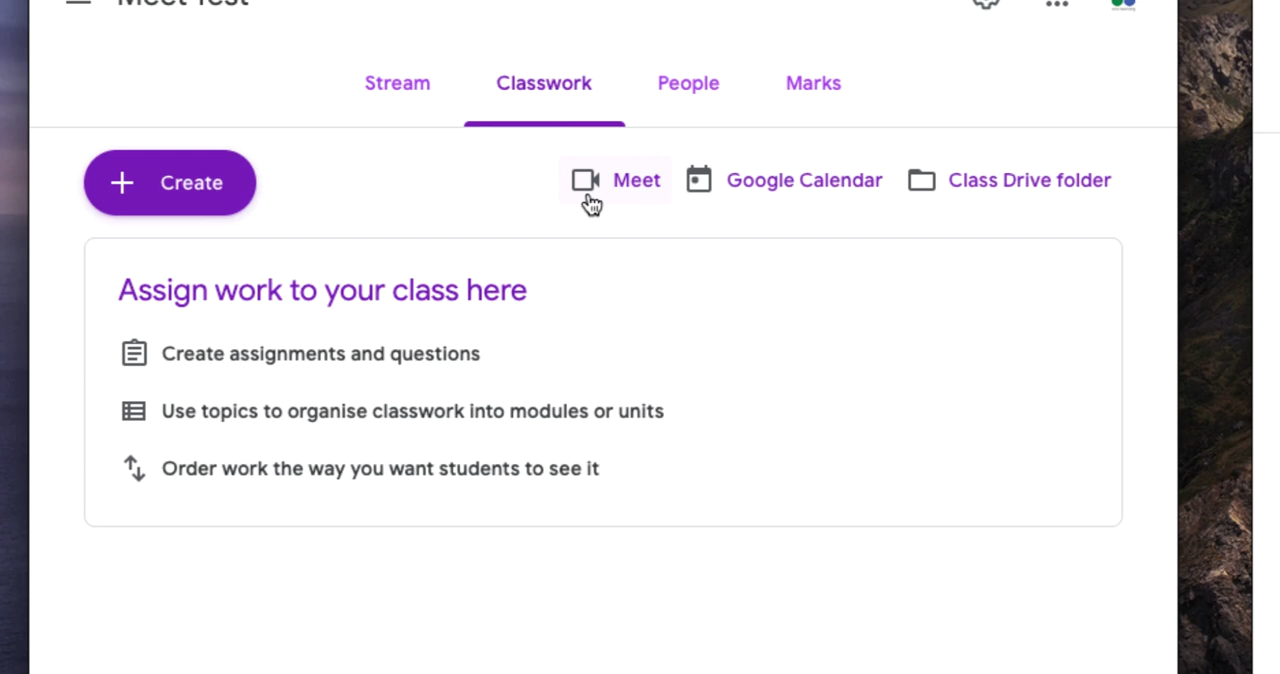 Meet Test
Stream Classwork People Marks
Create Meet Google Calendar Class Drive folder
Assign work to your class here
Create assignments and questions
Use topics to organise classwork into modules or units
Order work the way you want students to see it